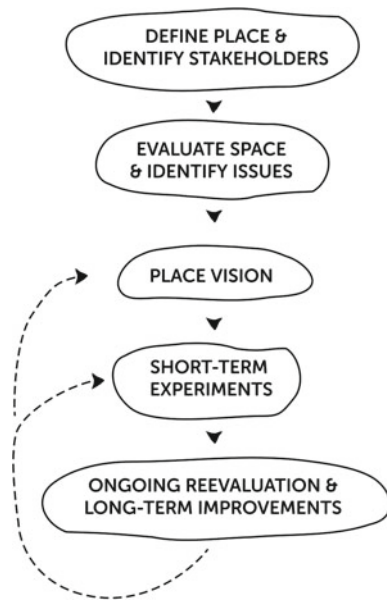 DEFINE PLACE &
IDENTIFY STAKEHOLDERS
EVALUATE SPACE
& IDENTIFY ISSUES
PLACE VISION
SHORT-TERM
EXPERIMENTS
ONGOING REEVALUATION &
LONG-TERM IMPROVEMENTS